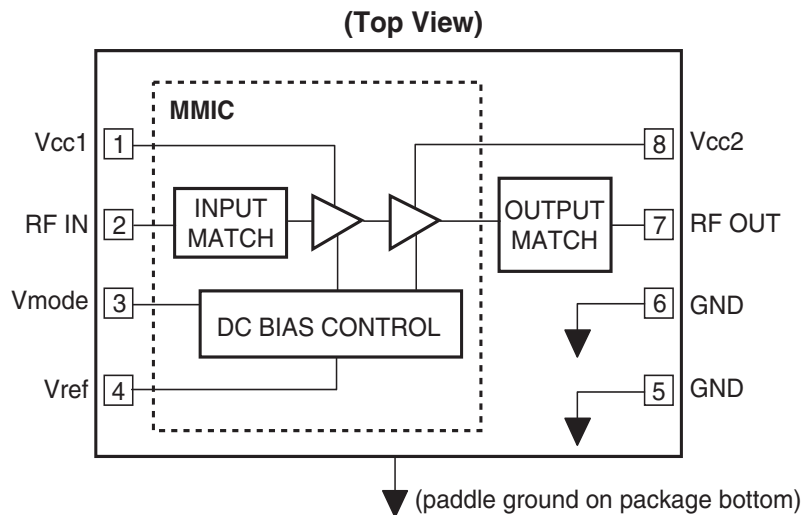 (Top View)
MMIC
Vcc1 1
8 Vcc2
RF IN 2
INPUT
MATCH
OUTPUT
MATCH
7 RF OUT
Vmode 3
DC BIAS CONTROL
6 GND
Vref 4
5 GND
(paddle ground on package bottom)